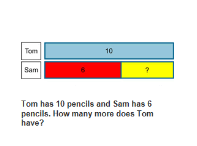 Tom 10
Sam 6 ?
Tom has 10 pencils and Sam has 6
pencils. How many more does Tom
have?